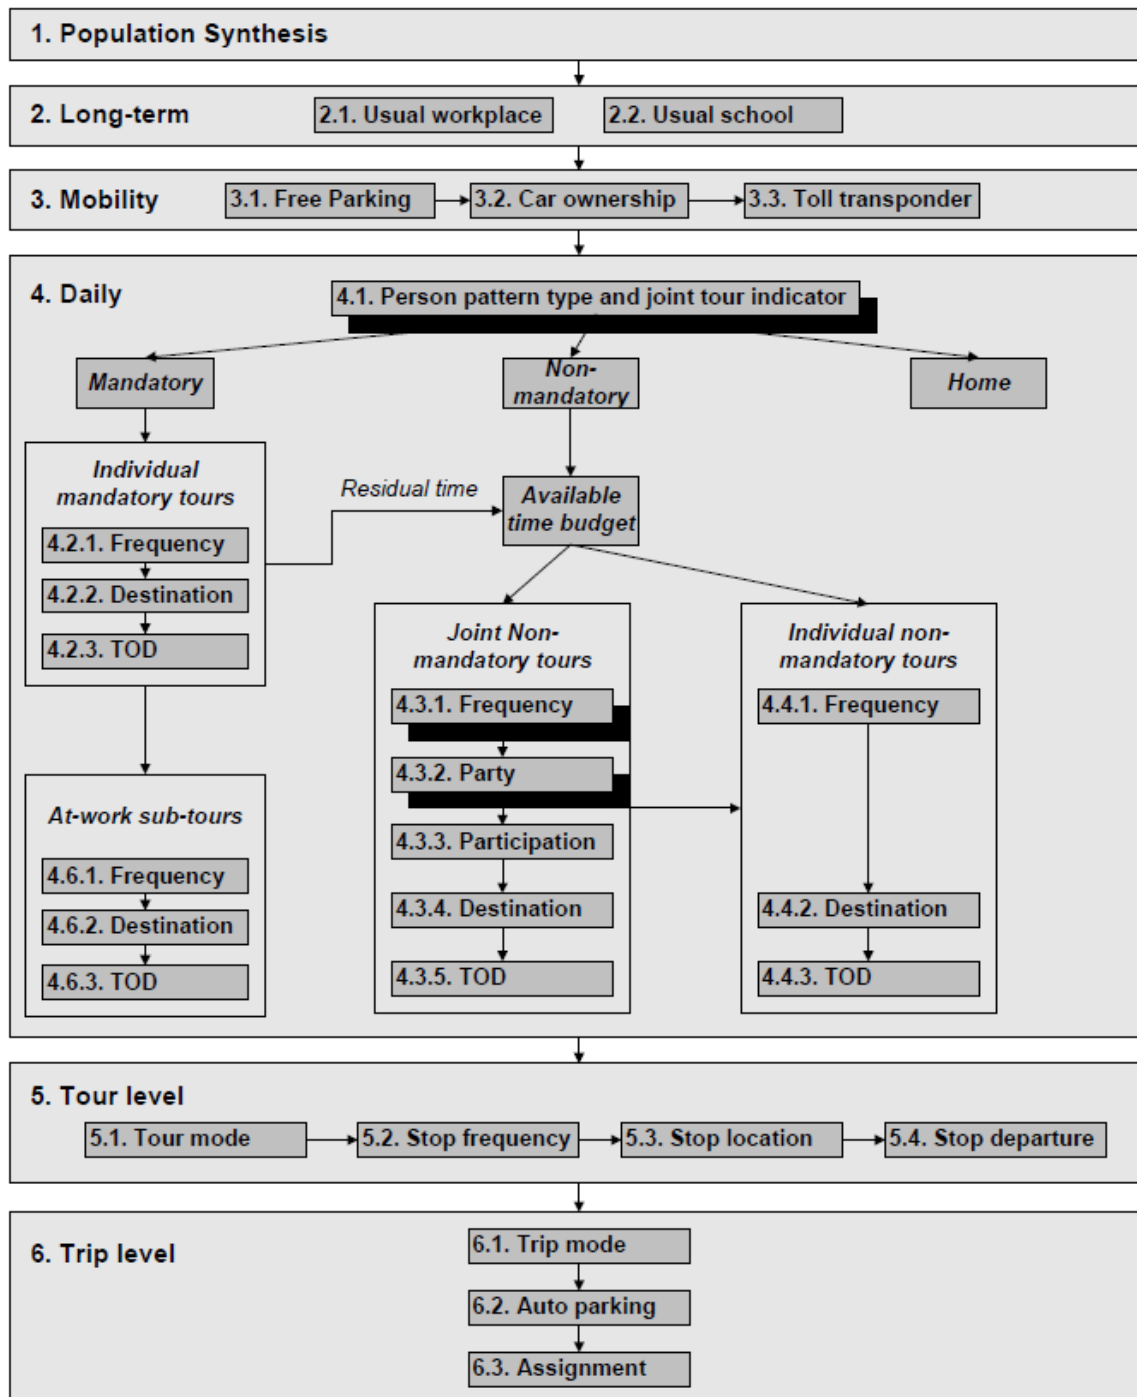 1. Population Synthesis
2. Long-term
2.1. Usual workplace
2.2. Usual school
3. Mobility
3.1. Free Parking
3.2. Car ownership
3.3. Toll transponder
4. Daily
4.1. Person pattern type and joint tour indicator
Mandatory
Non-
mandatory
Home
Individual
mandatory tours
4.2.1. Frequency
4.2.2. Destination
4.2.3. TOD
Residual time
Available
time budget
Joint Non-
mandatory tours
4.3.1. Frequency
4.3.2. Party
4.3.3. Participation
4.3.4. Destination
4.3.5. TOD
Individual non-
mandatory tours
4.4.1. Frequency
4.4.2. Destination
4.4.3. TOD
At-work sub-tours
4.6.1. Frequency
4.6.2. Destination
4.6.3. TOD
5. Tour level
5.1. Tour mode
5.2. Stop frequency
5.3. Stop location
5.4. Stop departure
6. Trip level
6.1. Trip mode
6.2. Auto parking
6.3. Assignment